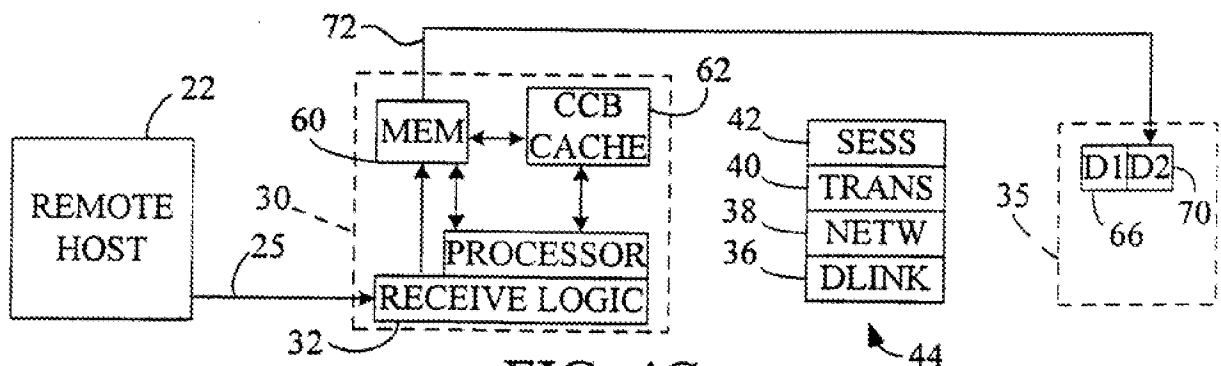 72
22
62
60
MEM
CCB
CACHE
42
SESS
40
TRANS
38
NETW
36
DLINK
44
D1 D2
35
66
70
REMOTE
HOST
30
25
PROCESSOR
RECEIVE LOGIC
32